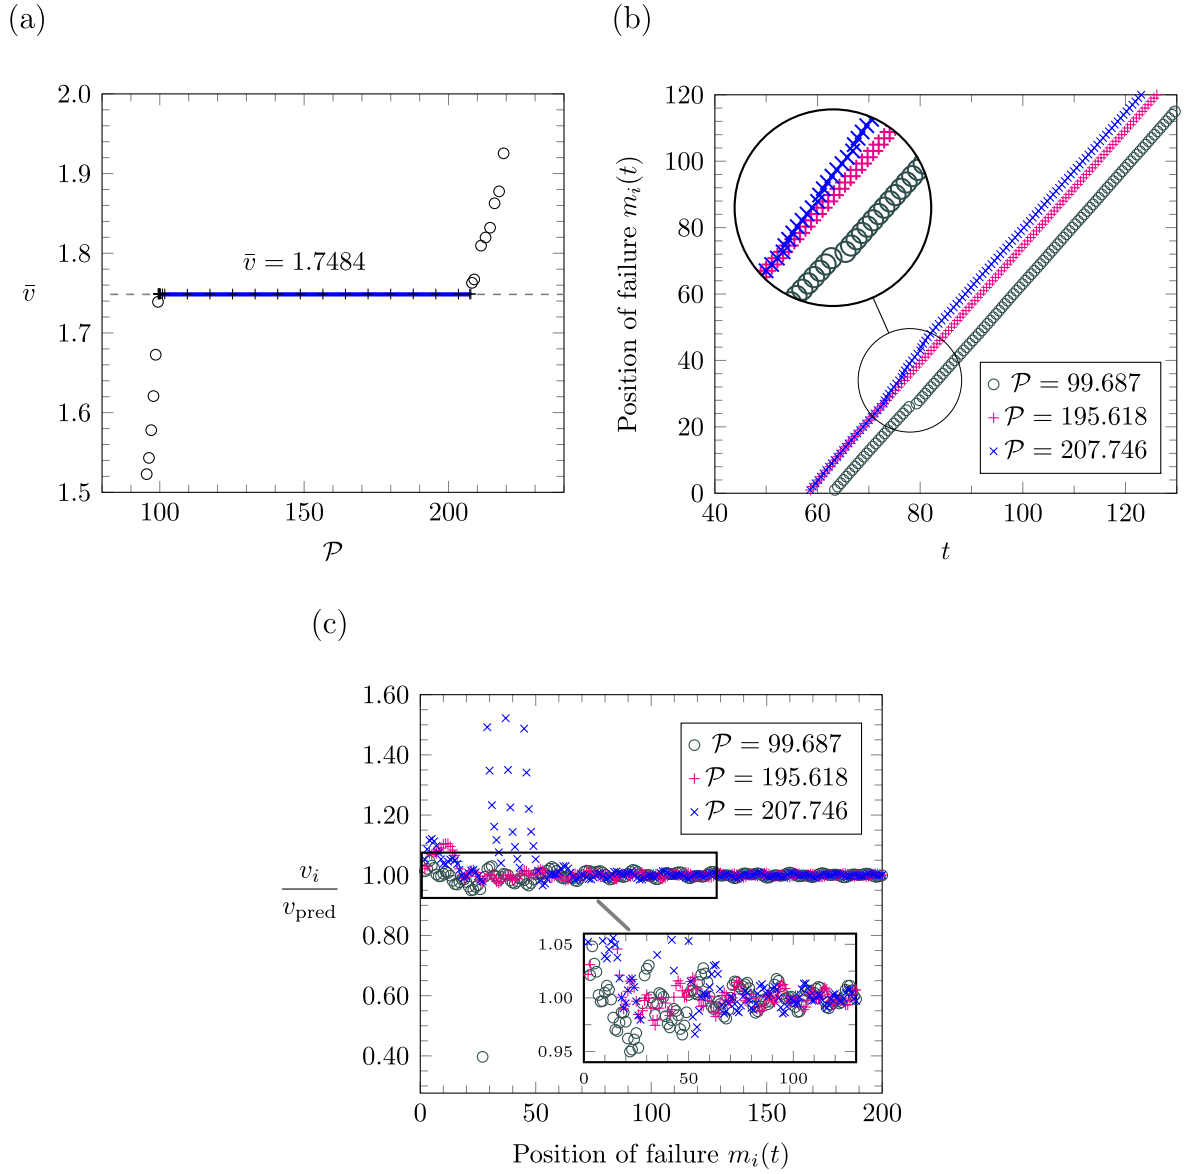 (a)
2.0
1.9
1.8
1.7
1.6
1.5
v̄
v̄ = 1.7484
100 150 200
𝒫
(b)
120
100
80
60
40
20
0
Position of failure mᵢ(t)
𝒫 = 99.687
𝒫 = 195.618
𝒫 = 207.746
40 60 80 100 120
t
(c)
1.60
1.40
1.20
1.00
0.80
0.60
0.40
vᵢ
v_pred
𝒫 = 99.687
𝒫 = 195.618
𝒫 = 207.746
1.05
1.00
0.95
0 50 100
0 50 100 150 200
Position of failure mᵢ(t)